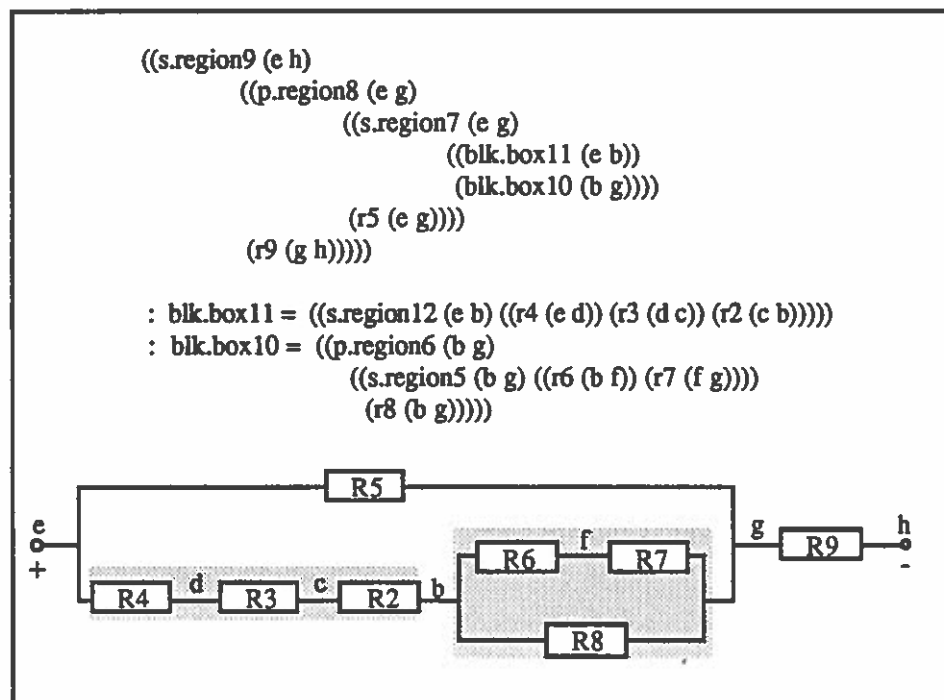 ((s.region9 (e h)
((p.region8 (e g)
((s.region7 (e g)
((blk.box11 (e b))
(blk.box10 (b g))))
(r5 (e g))))
(r9 (g h)))))
: blk.box11 = ((s.region12 (e b) ((r4 (e d)) (r3 (d c)) (r2 (c b)))))
: blk.box10 = ((p.region6 (b g)
((s.region5 (b g) ((r6 (b f)) (r7 (f g))))
(r8 (b g)))))
R5
e g h
f
R9
+ -
R6 R7
d c b
R4 R3 R2
R8